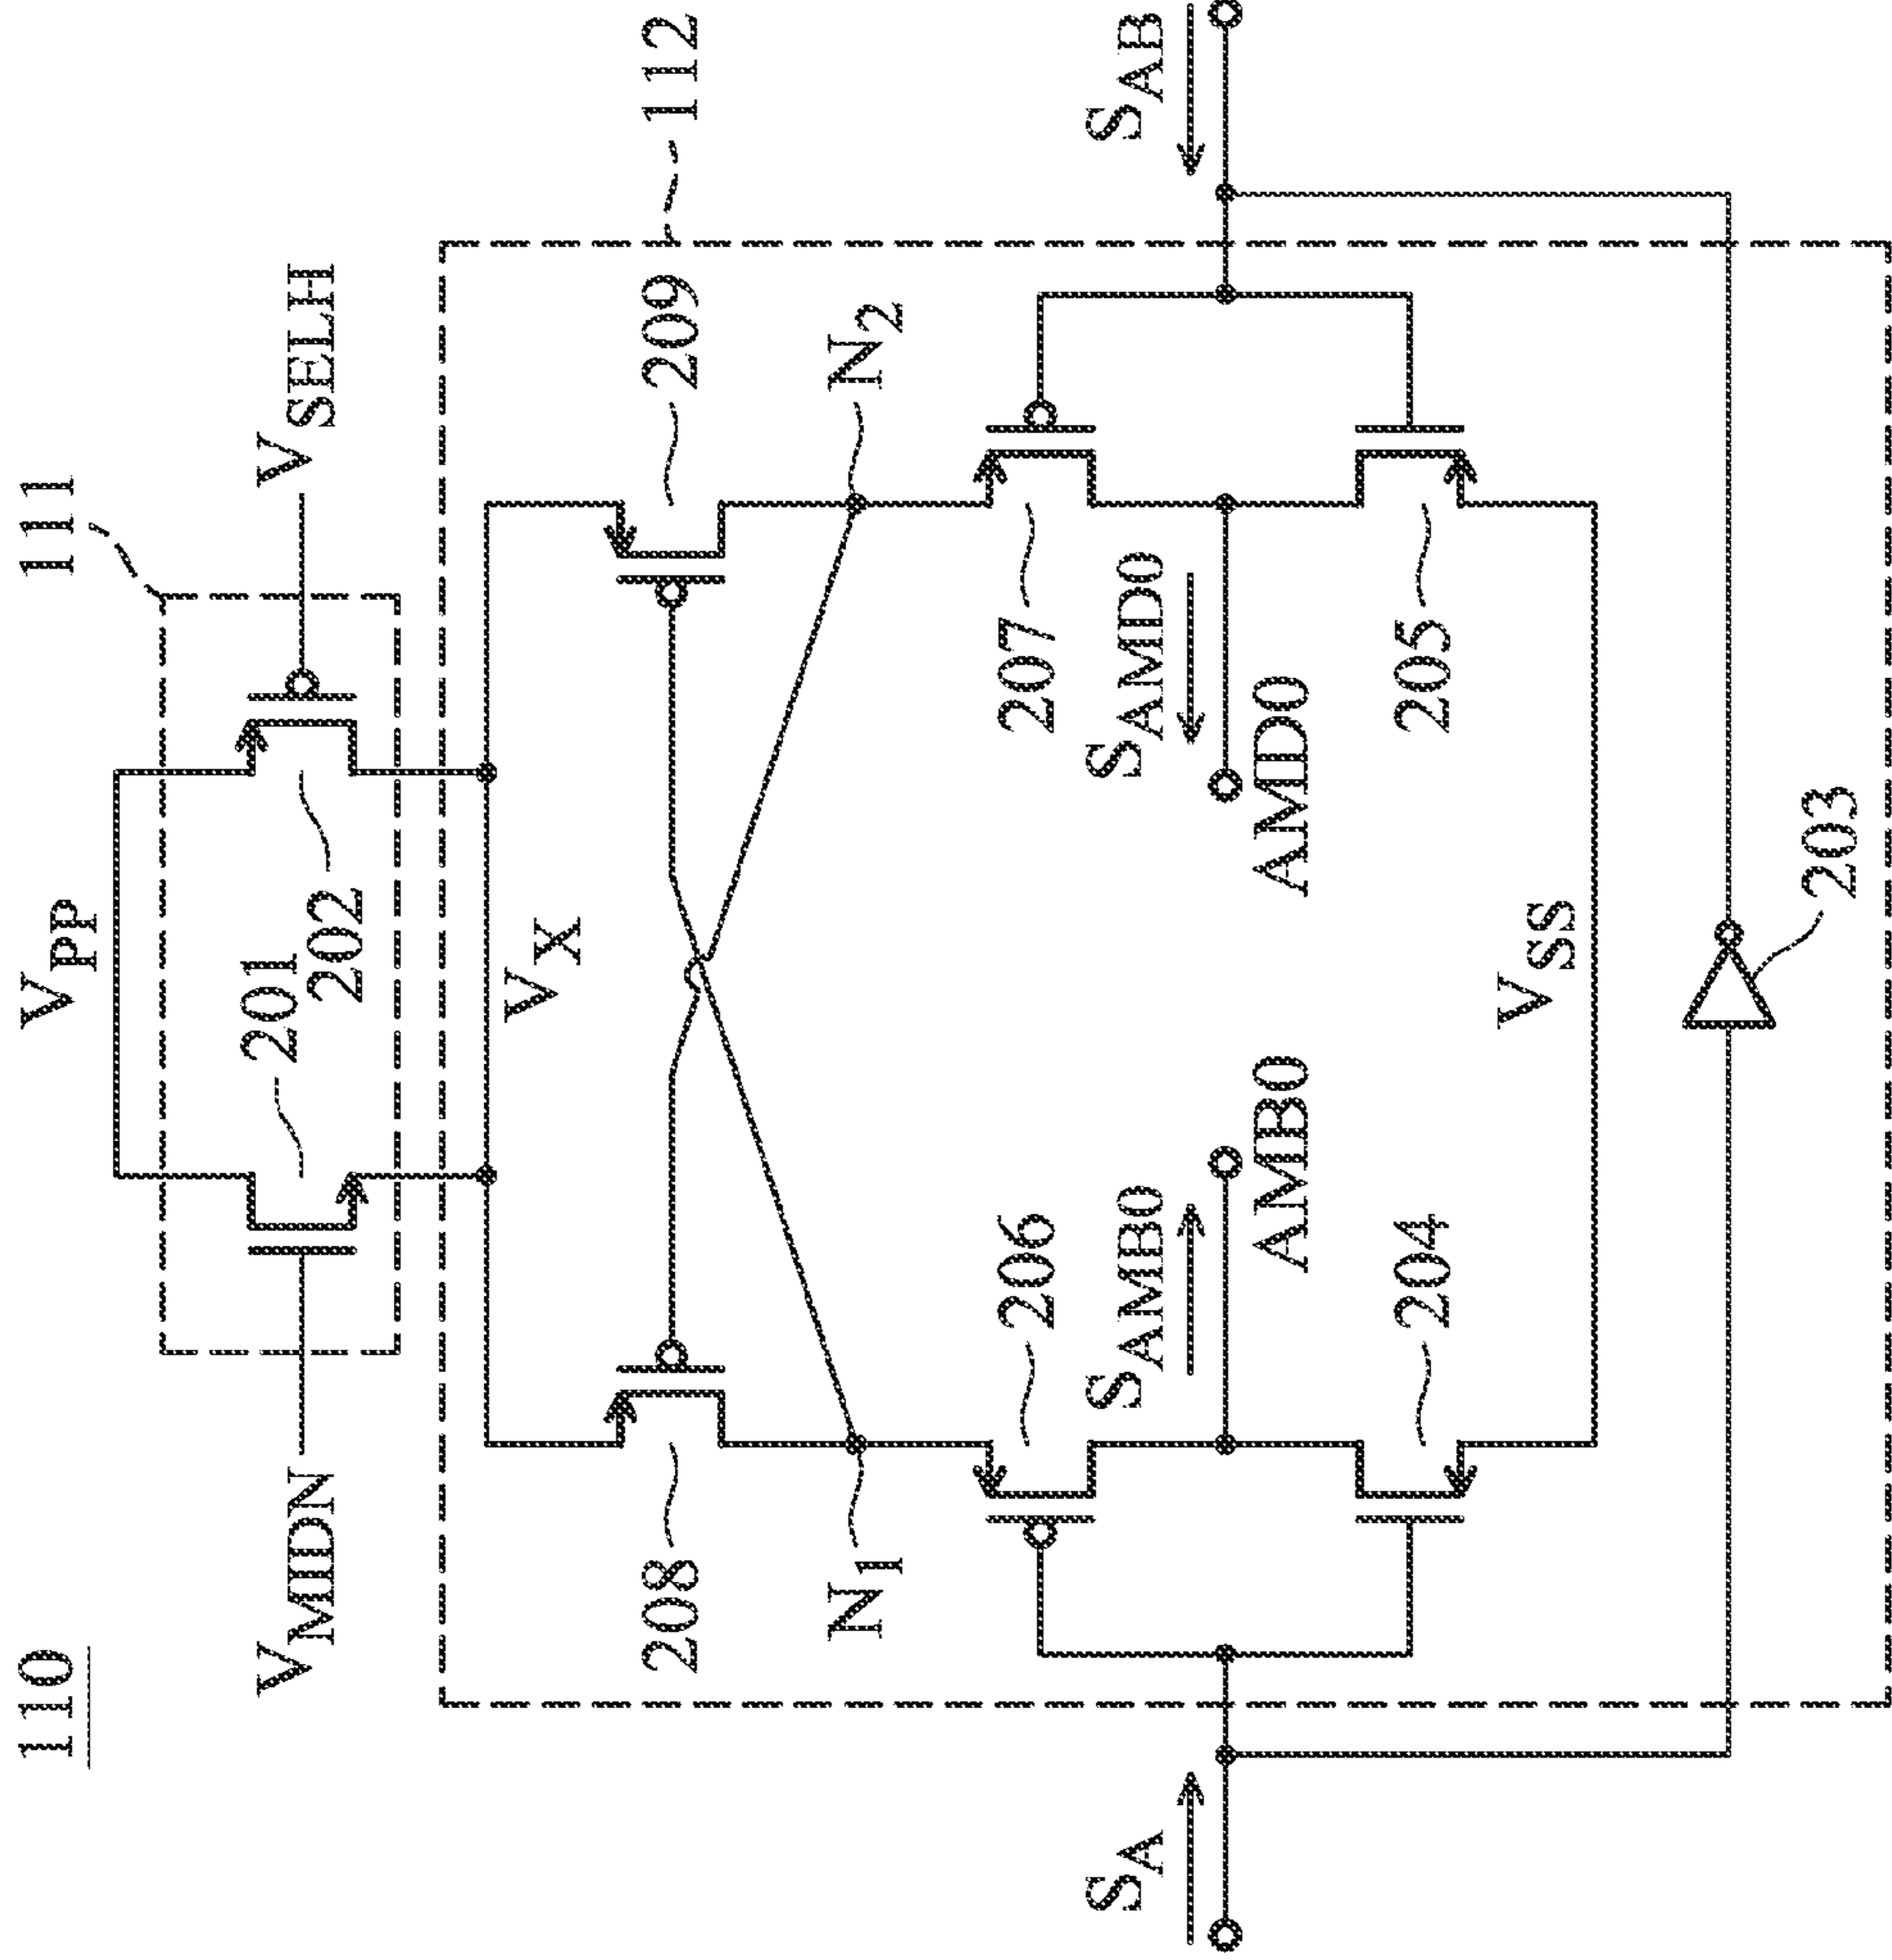 110
V_PP
111
V_MIDN
201
202
V_SELH
V_X
112
208
209
N_1
N_2
206
207
S_A
S_AMB0
S_AMD0
S_AB
AMB0
AMD0
204
205
V_SS
203